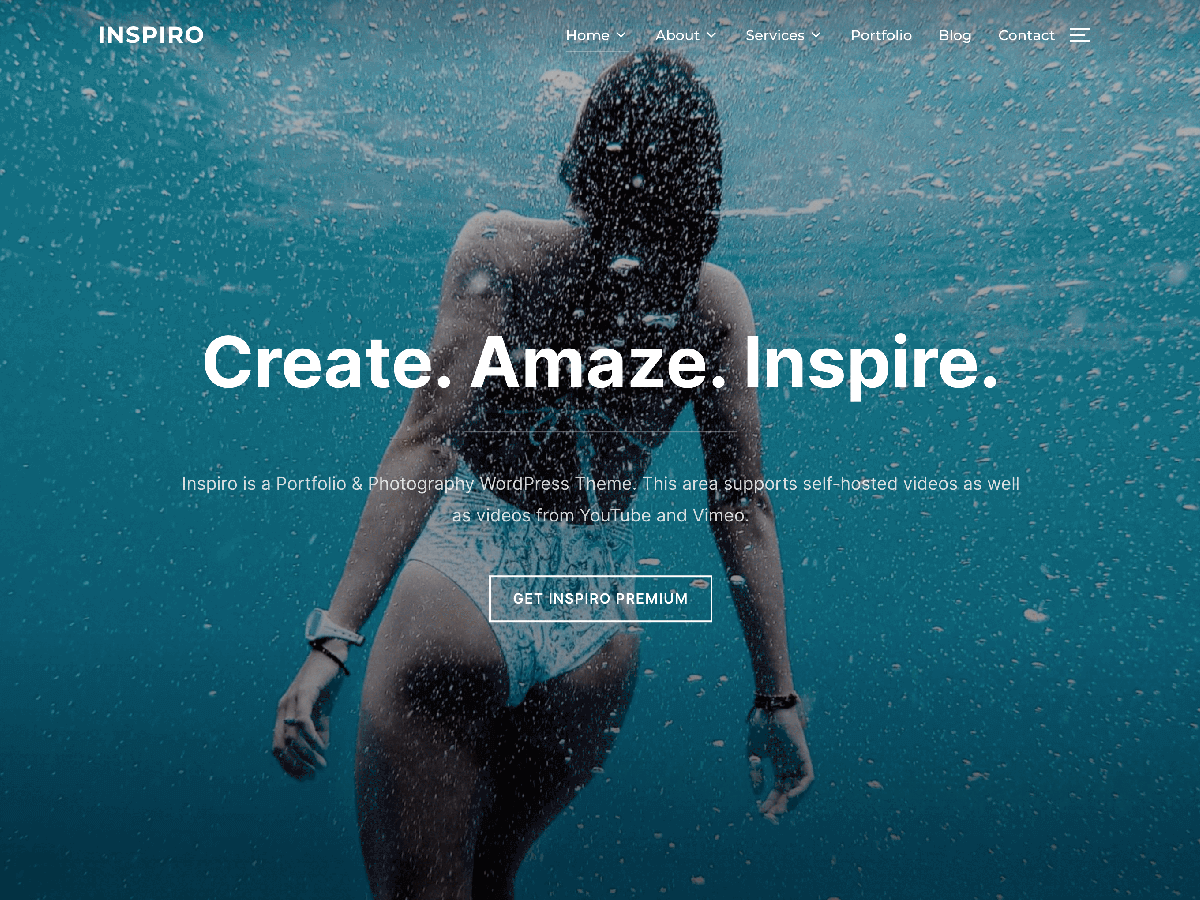 INSPIRO
Home About Services Portfolio Blog Contact
Create. Amaze. Inspire.
Inspiro is a Portfolio & Photography WordPress Theme. This area supports self-hosted videos as well
as videos from YouTube and Vimeo.
GET INSPIRO PREMIUM